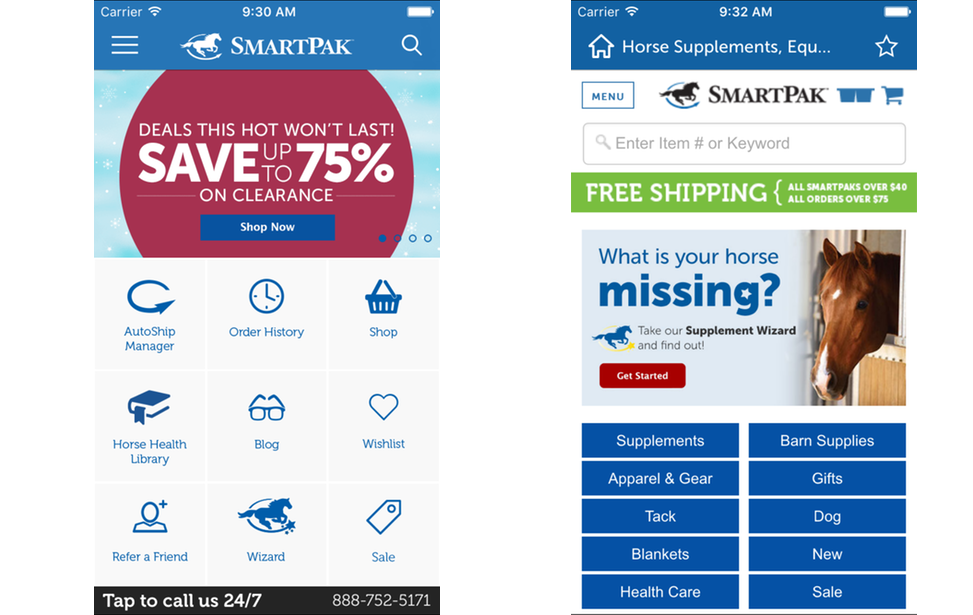 Carrier 9:30 AM
SMARTPAK
DEALS THIS HOT WON'T LAST!
SAVE UP TO 75%
ON CLEARANCE
Shop Now
AutoShip
Manager
Order History
Shop
Horse Health
Library
Blog
Wishlist
Refer a Friend
Wizard
Sale
Tap to call us 24/7 888-752-5171
Carrier 9:32 AM
Horse Supplements, Equ...
MENU
SMARTPAK
Enter Item # or Keyword
FREE SHIPPING { ALL SMARTPAKS OVER $40
ALL ORDERS OVER $75
What is your horse
missing?
Take our Supplement Wizard
and find out!
Get Started
Supplements
Barn Supplies
Apparel & Gear
Gifts
Tack
Dog
Blankets
New
Health Care
Sale